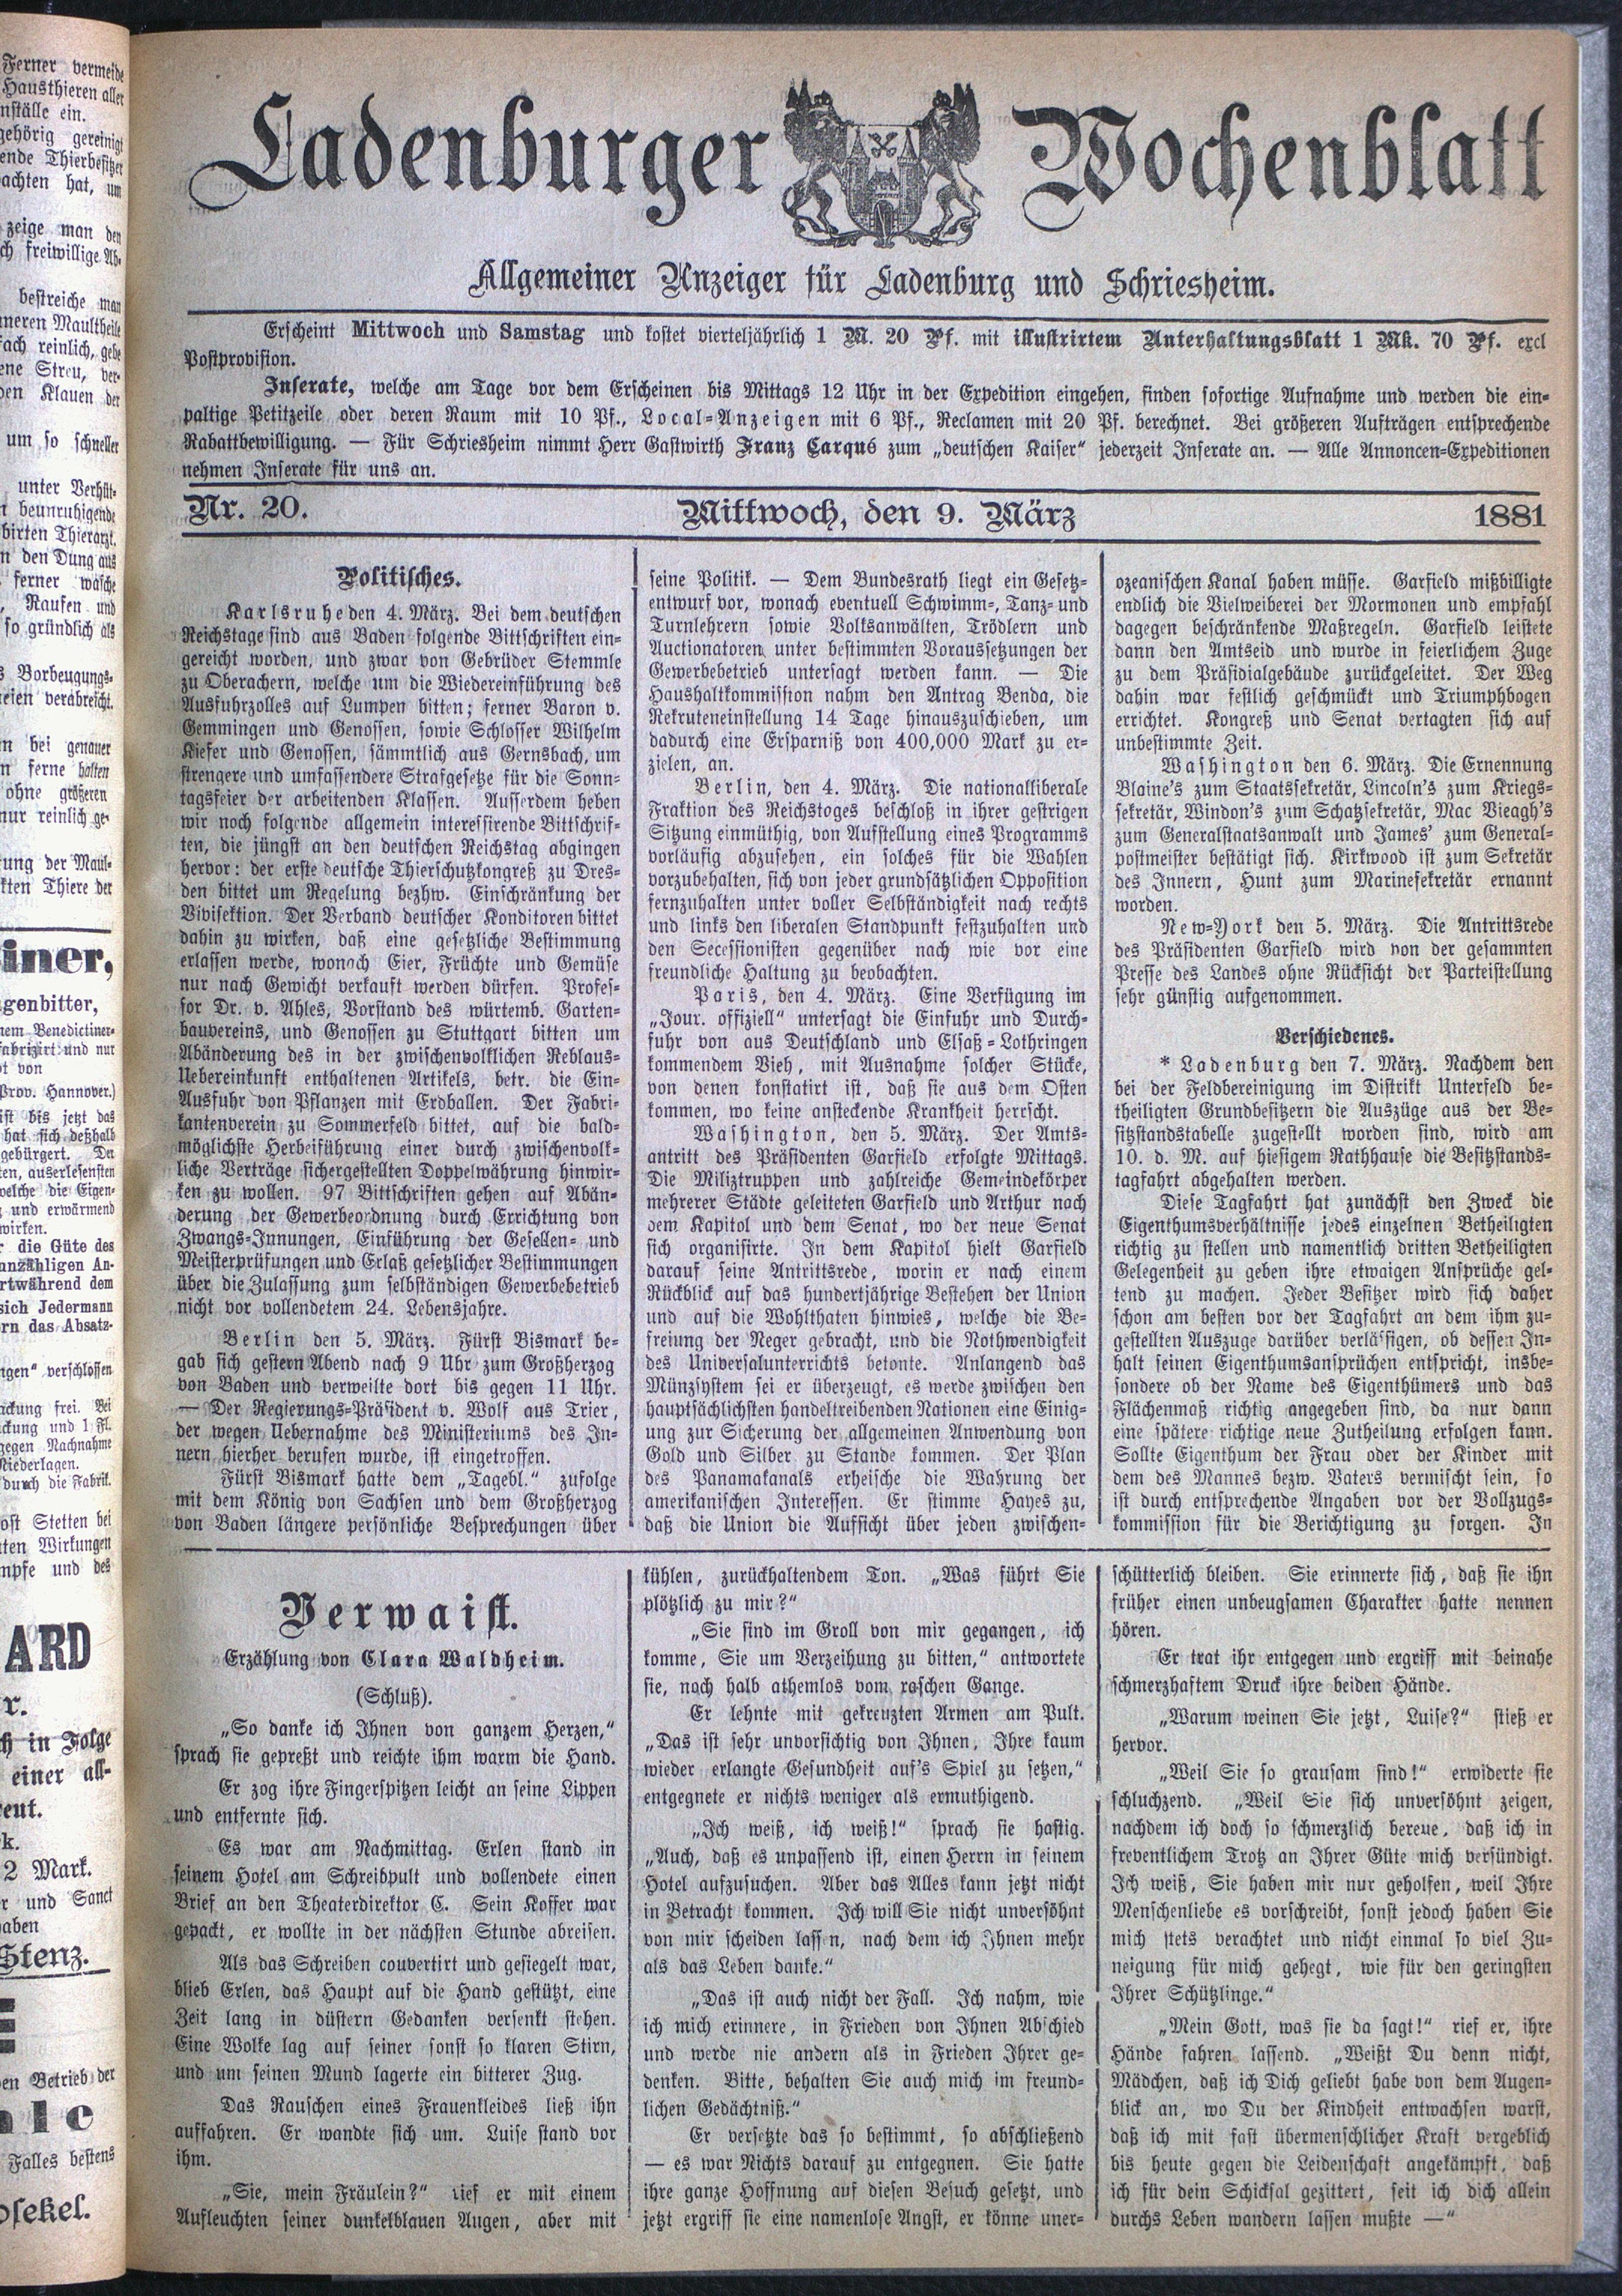 Ladenburger Wochenblatt
Allgemeiner Anzeiger für Ladenburg und Schriesheim.
Erscheint Mittwoch und Samstag und kostet vierteljährlich 1 M. 20 Pf. mit illustrirtem Unterhaltungsblatt 1 Mk. 70 Pf. excl
Postprovision.
Inserate, welche am Tage vor dem Erscheinen bis Mittags 12 Uhr in der Expedition eingehen, finden sofortige Aufnahme und werden die ein-
paltige Petitzeile oder deren Raum mit 10 Pf., Local-Anzeigen mit 6 Pf., Reclamen mit 20 Pf. berechnet. Bei größeren Aufträgen entsprechende
Rabattbewilligung. — Für Schriesheim nimmt Herr Gastwirth Franz Carqué zum „deutschen Kaiser“ jederzeit Inserate an. — Alle Annoncen-Expeditionen
nehmen Inserate für uns an.
Nr. 20. Mittwoch, den 9. März 1881
Politisches.
Karlsruhe den 4. März. Bei dem deutschen
Reichstage sind aus Baden folgende Bittschriften ein-
gereicht worden, und zwar von Gebrüder Stemmle
zu Oberachern, welche um die Wiedereinführung des
Ausfuhrzolles auf Lumpen bitten; ferner Baron v.
Gemmingen und Genossen, sowie Schlosser Wilhelm
Kiefer und Genossen, sämmtlich aus Gernsbach, um
strengere und umfassendere Strafgesetze für die Sonn-
tagsfeier der arbeitenden Klassen. Ausserdem heben
wir noch folgende allgemein interessirende Bittschrif-
ten, die jüngst an den deutschen Reichstag abgingen
hervor: der erste deutsche Thierschutzkongreß zu Dres-
den bittet um Regelung bezhw. Einschränkung der
Vivisektion. Der Verband deutscher Konditoren bittet
dahin zu wirken, daß eine gesetzliche Bestimmung
erlassen werde, wonach Eier, Früchte und Gemüse
nur nach Gewicht verkauft werden dürfen. Profes-
sor Dr. v. Ahles, Vorstand des würtemb. Garten-
bauvereins, und Genossen zu Stuttgart bitten um
Abänderung des in der zwischenvolklichen Reblaus-
Uebereinkunft enthaltenen Artikels, betr. die Ein-
Ausfuhr von Pflanzen mit Erdballen. Der Fabri-
kantenverein zu Sommerfeld bittet, auf die bald-
möglichste Herbeiführung einer durch zwischenvolk-
liche Verträge sichergestellten Doppelwährung hinwir-
ken zu wollen. 97 Bittschriften gehen auf Abän-
derung der Gewerbeordnung durch Errichtung von
Zwangs-Innungen, Einführung der Gesellen- und
Meisterprüfungen und Erlaß gesetzlicher Bestimmungen
über die Zulassung zum selbständigen Gewerbebetrieb
nicht vor vollendetem 24. Lebensjahre.
Berlin den 5. März. Fürst Bismark be-
gab sich gestern Abend nach 9 Uhr zum Großherzog
von Baden und verweilte dort bis gegen 11 Uhr.
— Der Regierungs-Präsident v. Wolf aus Trier,
der wegen Uebernahme des Ministeriums des In-
nern hierher berufen wurde, ist eingetroffen.
Fürst Bismark hatte dem „Tagebl.“ zufolge
mit dem König von Sachsen und dem Großherzog
von Baden längere persönliche Besprechungen über
seine Politik. — Dem Bundesrath liegt ein Gesetz-
entwurf vor, wonach eventuell Schwimm-, Tanz- und
Turnlehrern sowie Volksanwälten, Trödlern und
Auctionatoren unter bestimmten Voraussetzungen der
Gewerbebetrieb untersagt werden kann. — Die
Haushaltkommission nahm den Antrag Benda, die
Rekruteneinstellung 14 Tage hinauszuschieben, um
dadurch eine Ersparniß von 400,000 Mark zu er-
zielen, an.
Berlin, den 4. März. Die nationalliberale
Fraktion des Reichstoges beschloß in ihrer gestrigen
Sitzung einmüthig, von Aufstellung eines Programms
vorläufig abzusehen, ein solches für die Wahlen
vorzubehalten, sich von jeder grundsätzlichen Opposition
fernzuhalten unter voller Selbständigkeit nach rechts
und links den liberalen Standpunkt festzuhalten und
den Secessionisten gegenüber nach wie vor eine
freundliche Haltung zu beobachten.
Paris, den 4. März. Eine Verfügung im
„Jour. offiziell“ untersagt die Einfuhr und Durch-
fuhr von aus Deutschland und Elsaß-Lothringen
kommendem Vieh, mit Ausnahme solcher Stücke,
von denen konstatirt ist, daß sie aus dem Osten
kommen, wo keine ansteckende Krankheit herrscht.
Washington, den 5. März. Der Amts-
antritt des Präsidenten Garfield erfolgte Mittags.
Die Miliztruppen und zahlreiche Gemeindekörper
mehrerer Städte geleiteten Garfield und Arthur nach
dem Kapitol und dem Senat, wo der neue Senat
sich organisirte. In dem Kapitol hielt Garfield
darauf seine Antrittsrede, worin er nach einem
Rückblick auf das hundertjährige Bestehen der Union
und auf die Wohlthaten hinwies, welche die Be-
freiung der Neger gebracht, und die Nothwendigkeit
des Universalunterrichts betonte. Anlangend das
Münzsystem sei er überzeugt, es werde zwischen den
hauptsächlichsten handeltreibenden Nationen eine Einig-
ung zur Sicherung der allgemeinen Anwendung von
Gold und Silber zu Stande kommen. Der Plan
des Panamakanals erheische die Wahrung der
amerikanischen Interessen. Er stimme Hayes zu,
daß die Union die Aufsicht über jeden zwischen-
ozeanischen Kanal haben müsse. Garfield mißbilligte
endlich die Vielweiberei der Mormonen und empfahl
dagegen beschränkende Maßregeln. Garfield leistete
dann den Amtseid und wurde in feierlichem Zuge
zu dem Präsidialgebäude zurückgeleitet. Der Weg
dahin war festlich geschmückt und Triumphbogen
errichtet. Kongreß und Senat vertagten sich auf
unbestimmte Zeit.
Washington den 6. März. Die Ernennung
Blaine's zum Staatssekretär, Lincoln's zum Kriegs-
sekretär, Windon's zum Schatzsekretär, Mac Vieagh's
zum Generalstaatsanwalt und James' zum General-
postmeister bestätigt sich. Kirkwood ist zum Sekretär
des Innern, Hunt zum Marinesekretär ernannt
worden.
New-York den 5. März. Die Antrittsrede
des Präsidenten Garfield wird von der gesammten
Presse des Landes ohne Rücksicht der Parteistellung
sehr günstig aufgenommen.
Verschiedenes.
* Ladenburg den 7. März. Nachdem den
bei der Feldbereinigung im Distrikt Unterfeld be-
theiligten Grundbesitzern die Auszüge aus der Be-
sitzstandstabelle zugestellt worden sind, wird am
10. d. M. auf hiesigem Rathhause die Besitzstands-
tagfahrt abgehalten werden.
Diese Tagfahrt hat zunächst den Zweck die
Eigenthumsverhältnisse jedes einzelnen Betheiligten
richtig zu stellen und namentlich dritten Betheiligten
Gelegenheit zu geben ihre etwaigen Ansprüche gel-
tend zu machen. Jeder Besitzer wird sich daher
schon am besten vor der Tagfahrt an dem ihm zu-
gestellten Auszuge darüber verlässigen, ob dessen In-
halt seinen Eigenthumsansprüchen entspricht, insbe-
sondere ob der Name des Eigenthümers und das
Flächenmaß richtig angegeben sind, da nur dann
eine spätere richtige neue Zutheilung erfolgen kann.
Sollte Eigenthum der Frau oder der Kinder mit
dem des Mannes bezw. Vaters vermischt sein, so
ist durch entsprechende Angaben vor der Vollzugs-
kommission für die Berichtigung zu sorgen. In
Verwaist.
Erzählung von Clara Waldheim.
(Schluß).
„So danke ich Ihnen von ganzem Herzen,“
sprach sie gepreßt und reichte ihm warm die Hand.
Er zog ihre Fingerspitzen leicht an seine Lippen
und entfernte sich.
Es war am Nachmittag. Erlen stand in
seinem Hotel am Schreibpult und vollendete einen
Brief an den Theaterdirektor C. Sein Koffer war
gepackt, er wollte in der nächsten Stunde abreisen.
Als das Schreiben couvertirt und gesiegelt war,
blieb Erlen, das Haupt auf die Hand gestützt, eine
Zeit lang in düstern Gedanken versenkt stehen.
Eine Wolke lag auf seiner sonst so klaren Stirn,
und um seinen Mund lagerte ein bitterer Zug.
Das Rauschen eines Frauenkleides ließ ihn
auffahren. Er wandte sich um. Luise stand vor
ihm.
„Sie, mein Fräulein?“ rief er mit einem
Aufleuchten seiner dunkelblauen Augen, aber mit
kühlen, zurückhaltendem Ton. „Was führt Sie
plötzlich zu mir?“
„Sie sind im Groll von mir gegangen, ich
komme, Sie um Verzeihung zu bitten,“ antwortete
sie, noch halb athemlos vom raschen Gange.
Er lehnte mit gekreuzten Armen am Pult.
„Das ist sehr unvorsichtig von Ihnen, Ihre kaum
wieder erlangte Gesundheit auf's Spiel zu setzen,“
entgegnete er nichts weniger als ermuthigend.
„Ich weiß, ich weiß!“ sprach sie hastig.
„Auch, daß es unpassend ist, einen Herrn in seinem
Hotel aufzusuchen. Aber das Alles kann jetzt nicht
in Betracht kommen. Ich will Sie nicht unversöhnt
von mir scheiden lassen, nach dem ich Ihnen mehr
als das Leben danke.“
„Das ist auch nicht der Fall. Ich nahm, wie
ich mich erinnere, in Frieden von Ihnen Abschied
und werde nie andern als in Frieden Ihrer ge-
denken. Bitte, behalten Sie auch mich im freund-
lichen Gedächtniß.“
Er versetzte das so bestimmt, so abschließend
— es war Nichts darauf zu entgegnen. Sie hatte
ihre ganze Hoffnung auf diesen Besuch gesetzt, und
jetzt ergriff sie eine namenlose Angst, er könne uner-
schütterlich bleiben. Sie erinnerte sich, daß sie ihn
früher einen unbeugsamen Charakter hatte nennen
hören.
Er trat ihr entgegen und ergriff mit beinahe
schmerzhaftem Druck ihre beiden Hände.
„Warum weinen Sie jetzt, Luise?“ stieß er
hervor.
„Weil Sie so grausam sind!“ erwiderte sie
schluchzend. „Weil Sie sich unversöhnt zeigen,
nachdem ich doch so schmerzlich bereue, daß ich in
freventlichem Trotz an Ihrer Güte mich versündigt.
Ich weiß, Sie haben mir nur geholfen, weil Ihre
Menschenliebe es vorschreibt, sonst jedoch haben Sie
mich stets verachtet und nicht einmal so viel Zu-
neigung für mich gehegt, wie für den geringsten
Ihrer Schützlinge.“
„Mein Gott, was sie da sagt!“ rief er, ihre
Hände fahren lassend. „Weißt Du denn nicht,
Mädchen, daß ich Dich geliebt habe von dem Augen-
blick an, wo Du der Kindheit entwachsen warst,
daß ich mit fast übermenschlicher Kraft vergeblich
bis heute gegen die Leidenschaft angekämpft, daß
ich für dein Schicksal gezittert, seit ich dich allein
durchs Leben wandern lassen mußte —“